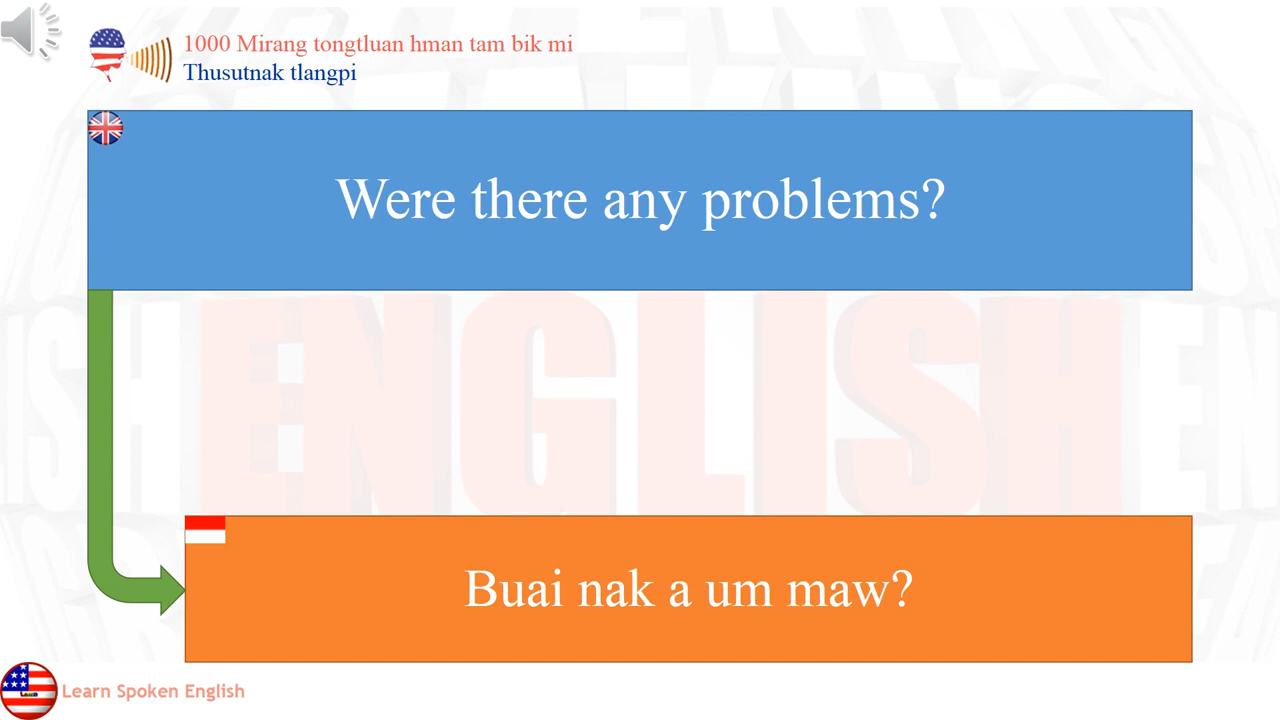 1000 Mirang tongtluan hman tam bik mi
Thusutnak tlangpi
Were there any problems?
ENGLISH
Buai nak a um maw?
Learn Spoken English